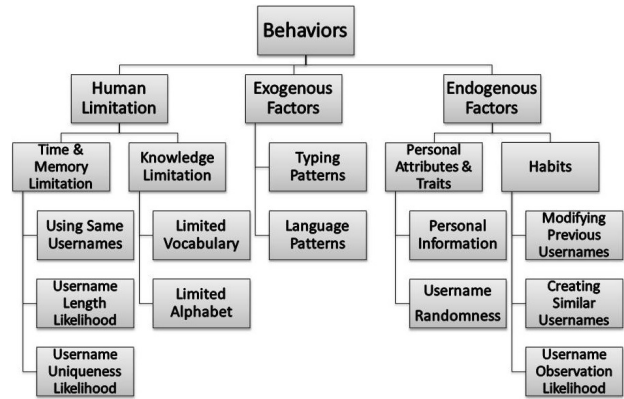 Behaviors
Human
Limitation
Exogenous
Factors
Endogenous
Factors
Time &
Memory
Limitation
Knowledge
Limitation
Typing
Patterns
Personal
Attributes &
Traits
Habits
Using Same
Usernames
Limited
Vocabulary
Language
Patterns
Personal
Information
Modifying
Previous
Usernames
Username
Length
Likelihood
Limited
Alphabet
Username
Randomness
Creating
Similar
Usernames
Username
Uniqueness
Likelihood
Username
Observation
Likelihood